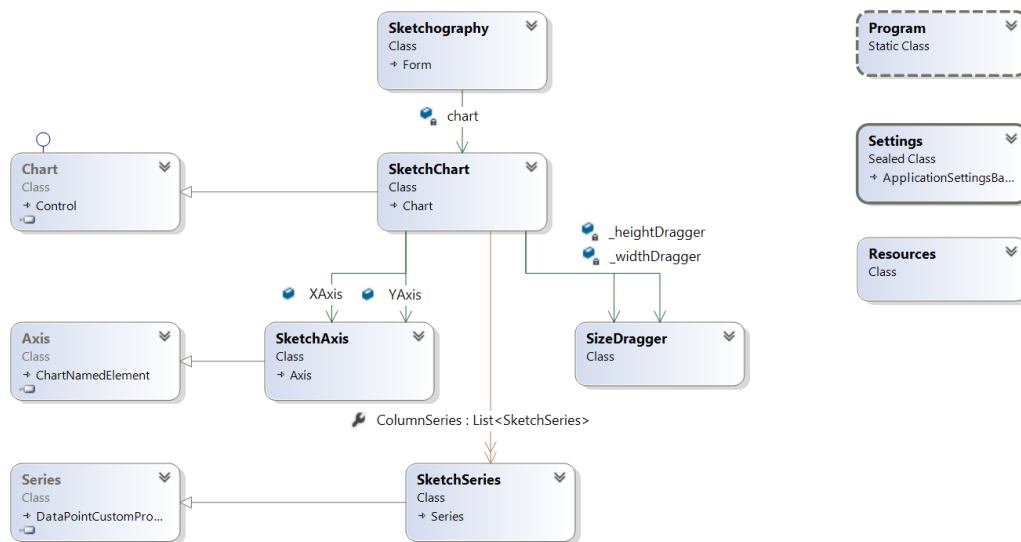 Sketchography
Class
Form
Program
Static Class
chart
Chart
Class
Control
SketchChart
Class
Chart
Settings
Sealed Class
ApplicationSettingsBa...
_heightDragger
_widthDragger
Resources
Class
XAxis
YAxis
Axis
Class
ChartNamedElement
SketchAxis
Class
Axis
SizeDragger
Class
ColumnSeries : List<SketchSeries>
Series
Class
DataPointCustomPro...
SketchSeries
Class
Series